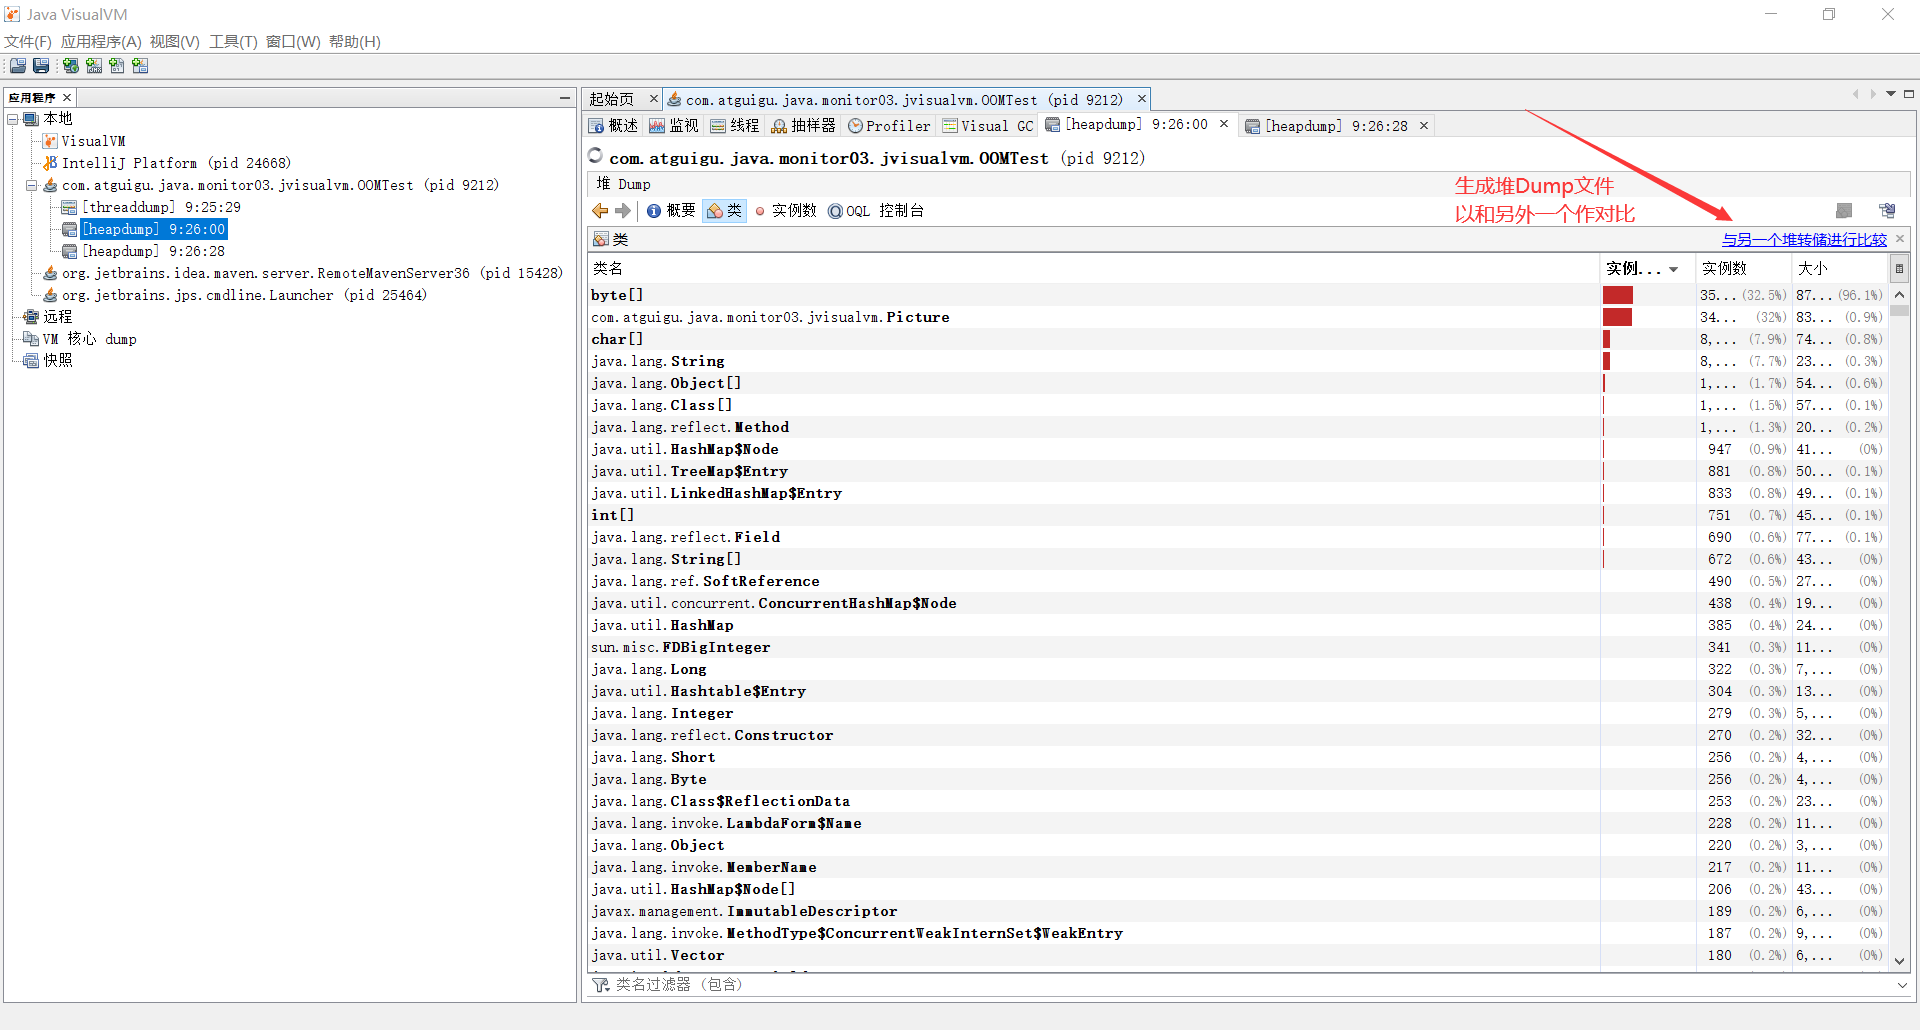 Java VisualVM
文件(F) 应用程序(A) 视图(V) 工具(T) 窗口(W) 帮助(H)
应用程序
本地
VisualVM
IntelliJ Platform (pid 24668)
com.atguigu.java.monitor03.jvisualvm.OOMTest (pid 9212)
[threaddump] 9:25:29
[heapdump] 9:26:00
[heapdump] 9:26:28
org.jetbrains.idea.maven.server.RemoteMavenServer36 (pid 15428)
org.jetbrains.jps.cmdline.Launcher (pid 25464)
远程
VM 核心 dump
快照
起始页 com.atguigu.java.monitor03.jvisualvm.OOMTest (pid 9212)
概述 监视 线程 抽样器 Profiler Visual GC [heapdump] 9:26:00 [heapdump] 9:26:28
com.atguigu.java.monitor03.jvisualvm.OOMTest (pid 9212)
堆 Dump
生成堆Dump文件
以和另外一个作对比
概要 类 实例数 OQL 控制台
类 与另一个堆转储进行比较
类名 实例... 实例数 大小
byte[] 35... (32.5%) 87... (96.1%)
com.atguigu.java.monitor03.jvisualvm.Picture 34... (32%) 83... (0.9%)
char[] 8,... (7.9%) 74... (0.8%)
java.lang.String 8,... (7.7%) 23... (0.3%)
java.lang.Object[] 1,... (1.7%) 54... (0.6%)
java.lang.Class[] 1,... (1.5%) 57... (0.1%)
java.lang.reflect.Method 1,... (1.3%) 20... (0.2%)
java.util.HashMap$Node 947 (0.9%) 41... (0%)
java.util.TreeMap$Entry 881 (0.8%) 50... (0.1%)
java.util.LinkedHashMap$Entry 833 (0.8%) 49... (0.1%)
int[] 751 (0.7%) 45... (0.1%)
java.lang.reflect.Field 690 (0.6%) 77... (0.1%)
java.lang.String[] 672 (0.6%) 43... (0%)
java.lang.ref.SoftReference 490 (0.5%) 27... (0%)
java.util.concurrent.ConcurrentHashMap$Node 438 (0.4%) 19... (0%)
java.util.HashMap 385 (0.4%) 24... (0%)
sun.misc.FDBigInteger 341 (0.3%) 11... (0%)
java.lang.Long 322 (0.3%) 7,... (0%)
java.util.Hashtable$Entry 304 (0.3%) 13... (0%)
java.lang.Integer 279 (0.3%) 5,... (0%)
java.lang.reflect.Constructor 270 (0.2%) 32... (0%)
java.lang.Short 256 (0.2%) 4,... (0%)
java.lang.Byte 256 (0.2%) 4,... (0%)
java.lang.Class$ReflectionData 253 (0.2%) 23... (0%)
java.lang.invoke.LambdaForm$Name 228 (0.2%) 11... (0%)
java.lang.Object 220 (0.2%) 3,... (0%)
java.lang.invoke.MemberName 217 (0.2%) 11... (0%)
java.util.HashMap$Node[] 206 (0.2%) 43... (0%)
javax.management.ImmutableDescriptor 189 (0.2%) 6,... (0%)
java.lang.invoke.MethodType$ConcurrentWeakInternSet$WeakEntry 187 (0.2%) 9,... (0%)
java.util.Vector 180 (0.2%) 6,... (0%)
类名过滤器 (包含)